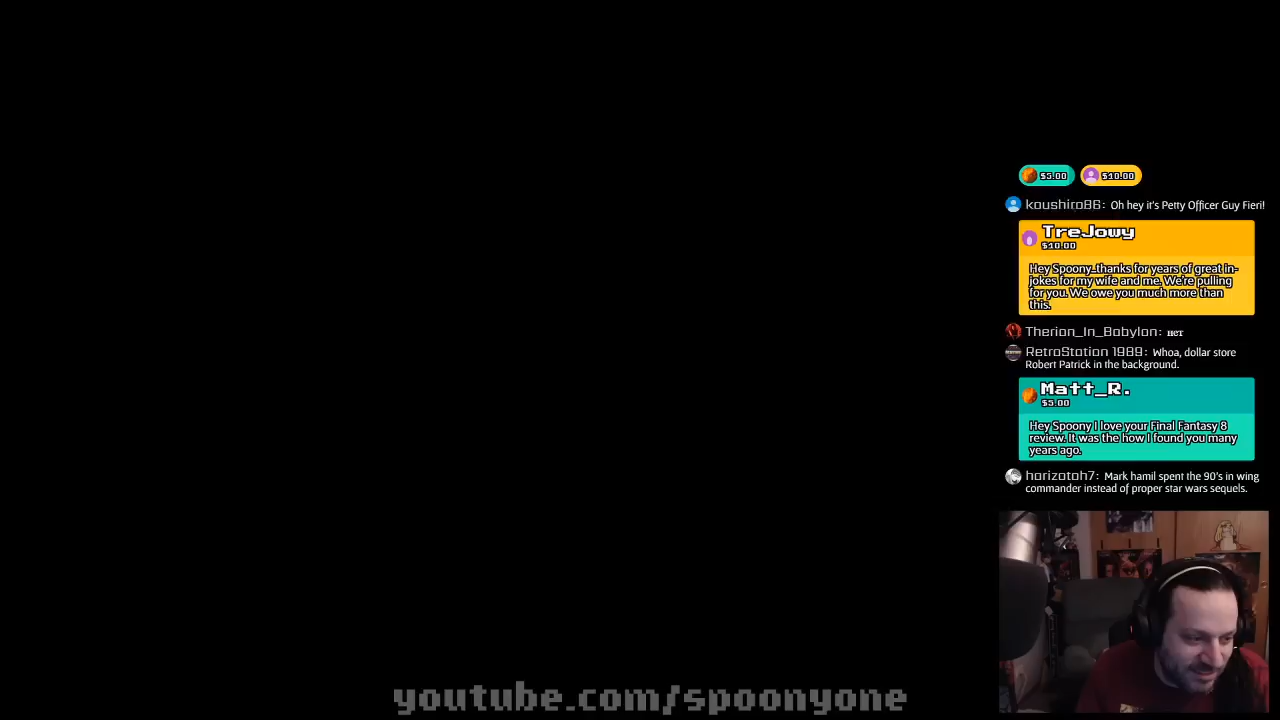 $5.00 $10.00
koushiro86: Oh hey it's Petty Officer Guy Fieri!
TreJowy
$10.00
Hey Spoony...thanks for years of great in-
jokes for my wife and me. We're pulling
for you. We owe you much more than
this.
Therion_In_Babylon: нет
RetroStation 1989: Whoa, dollar store
Robert Patrick in the background.
Matt_R.
$5.00
Hey Spoony I love your Final Fantasy 8
review. It was the how I found you many
years ago.
horizotoh7: Mark hamil spent the 90's in wing
commander instead of proper star wars sequels.
youtube.com/spoonyone